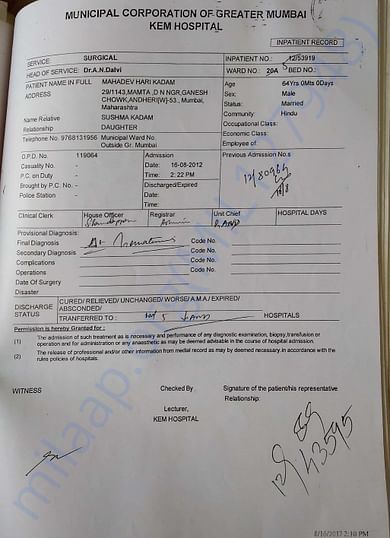 MUNICIPAL CORPORATION OF GREATER MUMBAI
KEM HOSPITAL
INPATIENT RECORD
SERVICE: SURGICAL INPATIENT NO.: 12/53919
HEAD OF SERVICE: Dr.A.N.Dalvi WARD NO.: 20A BED NO.:
PATIENT NAME IN FULL MAHADEV HARI KADAM Age 64Yrs 0Mts 0Days
ADDRESS 29/1143,MAMTA ,D N NGR,GANESH Sex: Male
CHOWK,ANDHERI[W]-53., Mumbai, Status: Married
Maharashtra Community: Hindu
Name Relative SUSHMA KADAM Occupational Class:
Relationship DAUGHTER Economic Class:
Telephone No. 9768131956 Municipal Ward No. Employee of
Outside Gr. Mumbai
O.P.D. No. 119064 Admission Previous Admission No.s
Casuality No. - Date: 16-08-2012
P.C. on Duty - Time: 2:22 PM
Brought by P.C. No. - Discharged/Expired
Police Station - Date:
Time:
Clinical Clerk House Officer Registrar Unit Chief HOSPITAL DAYS
Provisional Diagnosis:
Final Diagnosis Code No.
Secondary Diagnosis Code No.
Complications Code No.
Operations Code No.
Date Of Surgery
Disaster
DISCHARGE STATUS CURED/ RELIEVED/ UNCHANGED/ WORSE/ A.M.A./ EXPIRED/
ABSCONDED/
TRANFERRED TO : HOSPITALS
Permission is hereby Granted for :
(1) The admission of such treatment as is necessary and performance of any diagnostic examination, biopsy,transfusion or
operation and for administration or any anaesthetic as may be deemed advisable in the course of hospital admission.
(2) The release of professional and/or other information from medical record as may be deemed necessary in accordance with the
rules policies of hospitals.
WITNESS Checked By Signature of the patient/his representative
Relationship:
Lecturer,
KEM HOSPITAL
8/16/2012 2:10 PM